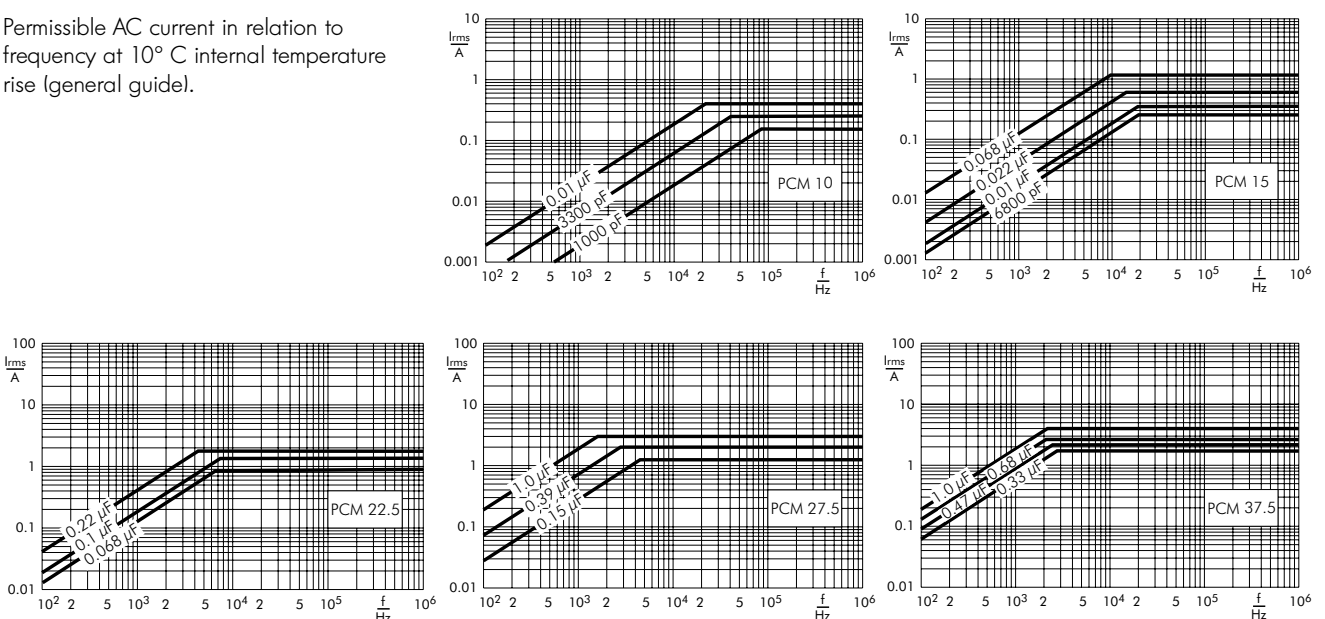 Permissible AC current in relation to
frequency at 10° C internal temperature
rise (general guide).
10
Irms
A
1
0.1
0.01
0.001
0.01 µF
3300 pF
1000 pF
PCM 10
10² 2 5 10³ 2 5 10⁴ 2 5 10⁵ f 10⁶
Hz
10
Irms
A
1
0.1
0.01
0.001
0.068 µF
0.022 µF
0.01 µF
6800 pF
PCM 15
10² 2 5 10³ 2 5 10⁴ 2 5 10⁵ f 10⁶
Hz
100
Irms
A
10
1
0.1
0.01
0.22 µF
0.1 µF
0.068 µF
PCM 22.5
10² 2 5 10³ 2 5 10⁴ 2 5 10⁵ f 10⁶
Hz
100
Irms
A
10
1
0.1
0.01
1.0 µF
0.39 µF
0.15 µF
PCM 27.5
10² 2 5 10³ 2 5 10⁴ 2 5 10⁵ f 10⁶
Hz
100
Irms
A
10
1
0.1
0.01
1.0 µF
0.68 µF
0.33 µF
PCM 37.5
10² 2 5 10³ 2 5 10⁴ 2 5 10⁵ f 10⁶
Hz